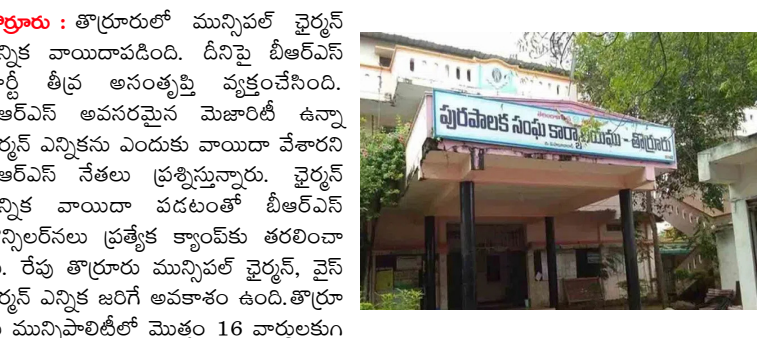 తొర్రూరు : తొర్రూరులో మున్సిపల్ ఛైర్మన్
ఎన్నిక వాయిదాపడింది. దీనిపై బీఆర్ఎస్
పార్టీ తీవ్ర అసంతృప్తి వ్యక్తంచేసింది.
బీఆర్ఎస్ అవసరమైన మెజారిటీ ఉన్నా
ఛైర్మన్ ఎన్నికను ఎందుకు వాయిదా వేశారని
బీఆర్ఎస్ నేతలు ప్రశ్నిస్తున్నారు. ఛైర్మన్
ఎన్నిక వాయిదా పడటంతో బీఆర్ఎస్
కౌన్సిలర్‌నలు ప్రత్యేక క్యాంప్‌కు తరలించా
రు. రేపు తొర్రూరు మున్సిపల్ ఛైర్మన్, వైస్
ఛైర్మన్ ఎన్నిక జరిగే అవకాశం ఉంది.తొర్రూ
రు మున్సిపాలిటీలో మొత్తం 16 వార్డులకుగ
పురపాలక సంఘ కార్యాలయము - తొర్రూరు